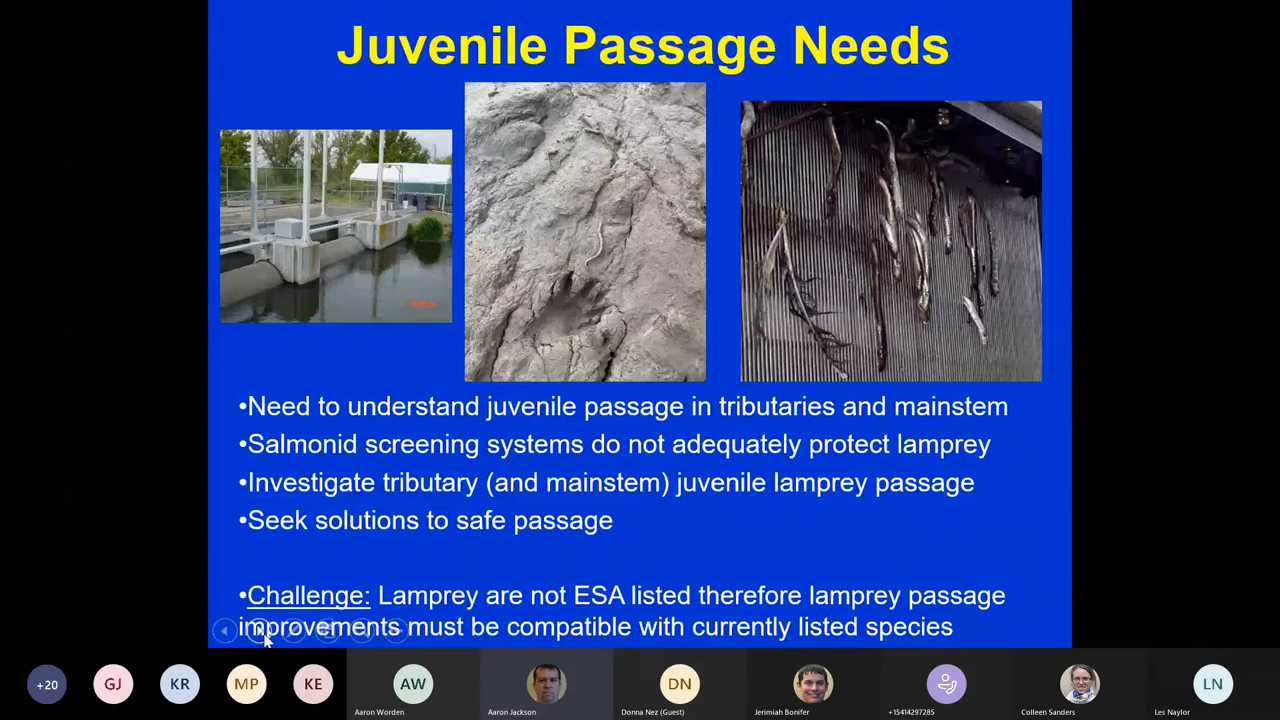 Juvenile Passage Needs
•Need to understand juvenile passage in tributaries and mainstem
•Salmonid screening systems do not adequately protect lamprey
•Investigate tributary (and mainstem) juvenile lamprey passage
•Seek solutions to safe passage
•Challenge: Lamprey are not ESA listed therefore lamprey passage
improvements must be compatible with currently listed species
+20
GJ
KR
MP
KE
AW
DN
LN
Aaron Worden
Aaron Jackson
Donna Nez (Guest)
Jerimiah Bonifer
+15414297285
Colleen Sanders
Les Naylor